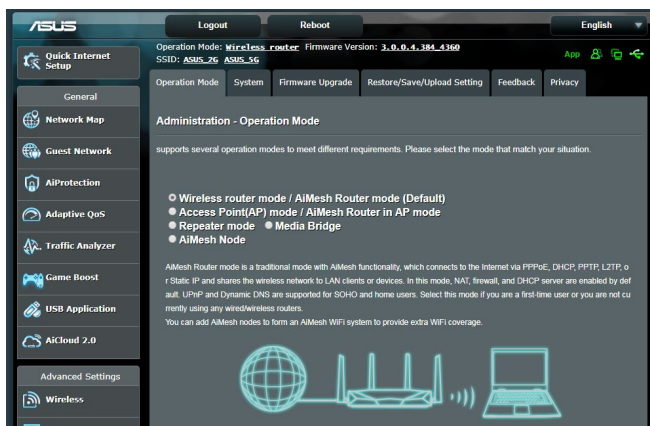 ASUS
Logout
Reboot
English
Quick Internet
Setup
Operation Mode: Wireless router Firmware Version: 3.0.0.4.384_4360
SSID: ASUS_2G ASUS_5G
App
Operation Mode
System
Firmware Upgrade
Restore/Save/Upload Setting
Feedback
Privacy
General
Network Map
Guest Network
AiProtection
Adaptive QoS
Traffic Analyzer
Game Boost
USB Application
AiCloud 2.0
Advanced Settings
Wireless
Administration - Operation Mode
supports several operation modes to meet different requirements. Please select the mode that match your situation.
Wireless router mode / AiMesh Router mode (Default)
Access Point(AP) mode / AiMesh Router in AP mode
Repeater mode Media Bridge
AiMesh Node
AiMesh Router mode is a traditional mode with AiMesh functionality, which connects to the Internet via PPPoE, DHCP, PPTP, L2TP, o
r Static IP and shares the wireless network to LAN clients or devices. In this mode, NAT, firewall, and DHCP server are enabled by def
ault. UPnP and Dynamic DNS are supported for SOHO and home users. Select this mode if you are a first-time user or you are not cu
rrently using any wired/wireless routers.
You can add AiMesh nodes to form an AiMesh WiFi system to provide extra WiFi coverage.